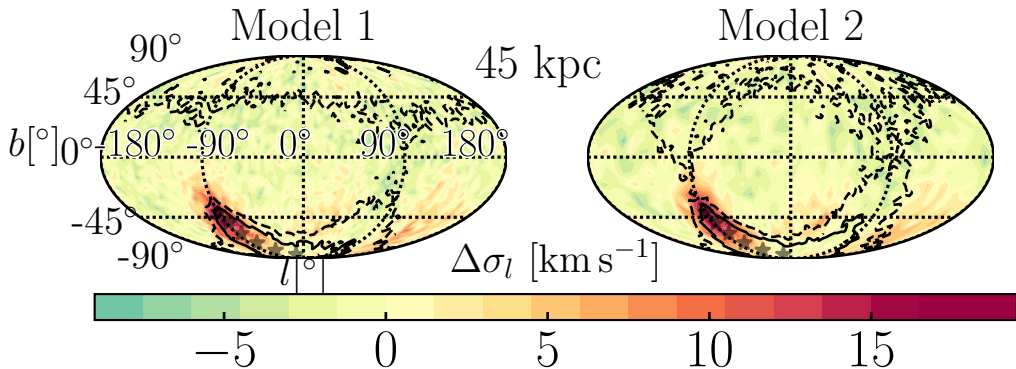 Model 1 Model 2
45 kpc
90°
45°
b[°] 0° -180° -90° 0° 90° 180°
-45°
-90°
l[°] Δσ_l [km s⁻¹]
−5 0 5 10 15